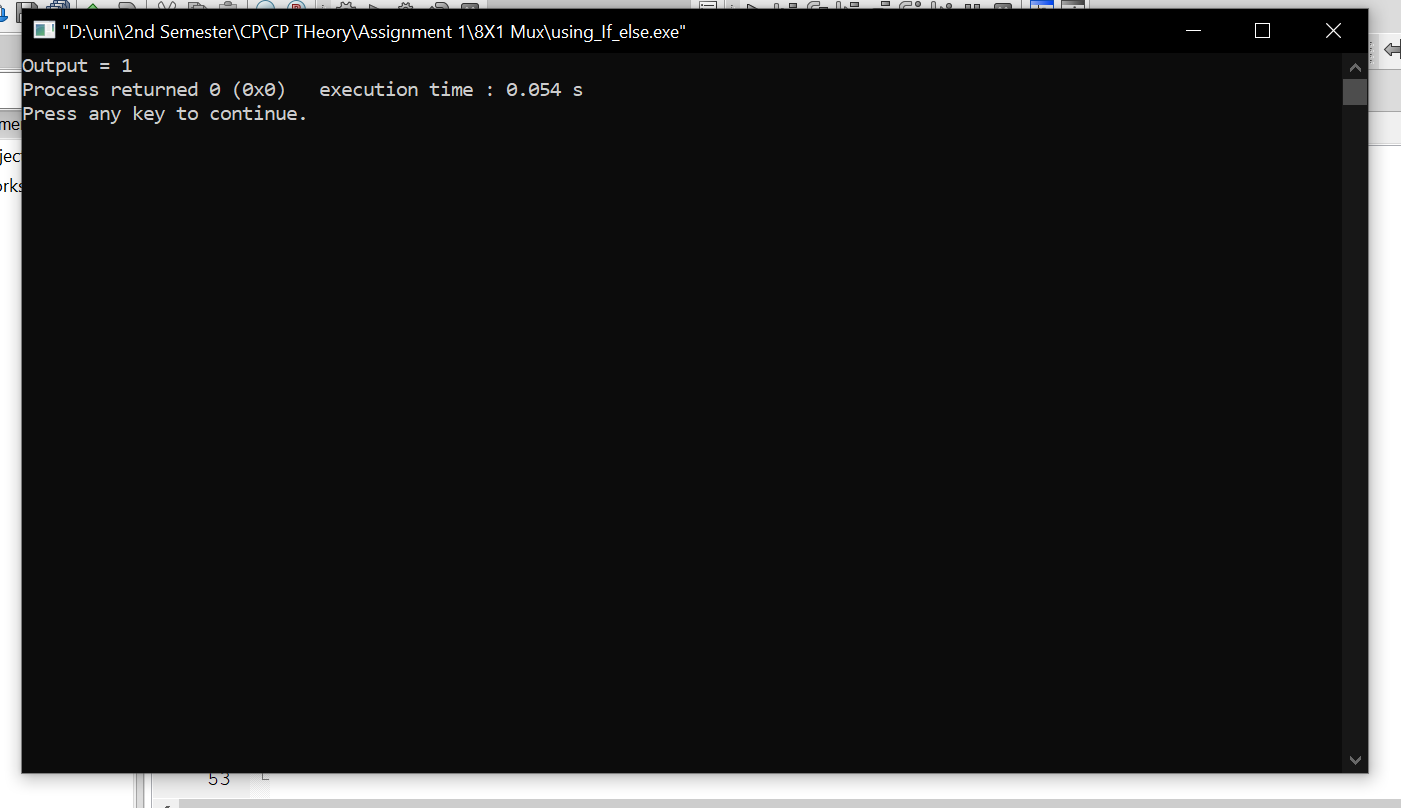 "D:\uni\2nd Semester\CP\CP THeory\Assignment 1\8X1 Mux\using_If_else.exe"
Output = 1
Process returned 0 (0x0)   execution time : 0.054 s
Press any key to continue.
53